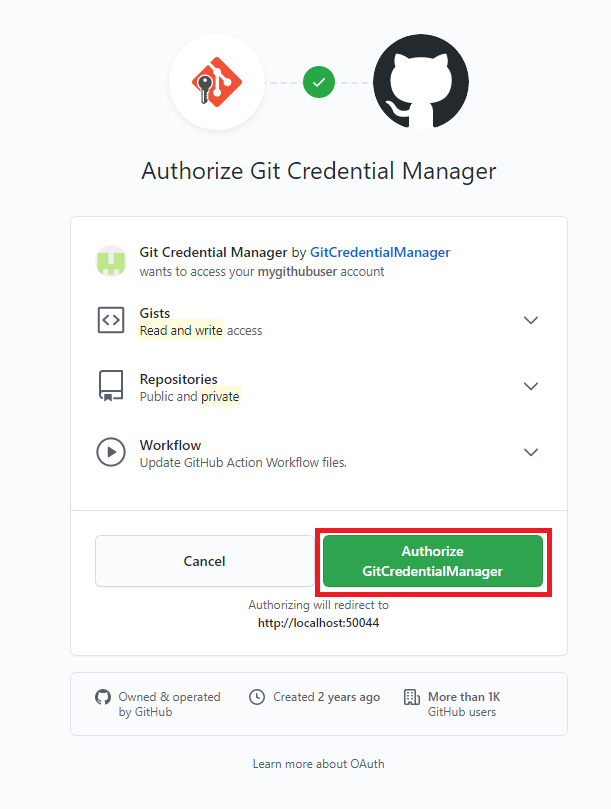 Authorize Git Credential Manager
Git Credential Manager by GitCredentialManager
wants to access your mygithubuser account
Gists
Read and write access
Repositories
Public and private
Workflow
Update GitHub Action Workflow files.
Cancel
Authorize
GitCredentialManager
Authorizing will redirect to
http://localhost:50044
Owned & operated
by GitHub
Created 2 years ago
More than 1K
GitHub users
Learn more about OAuth